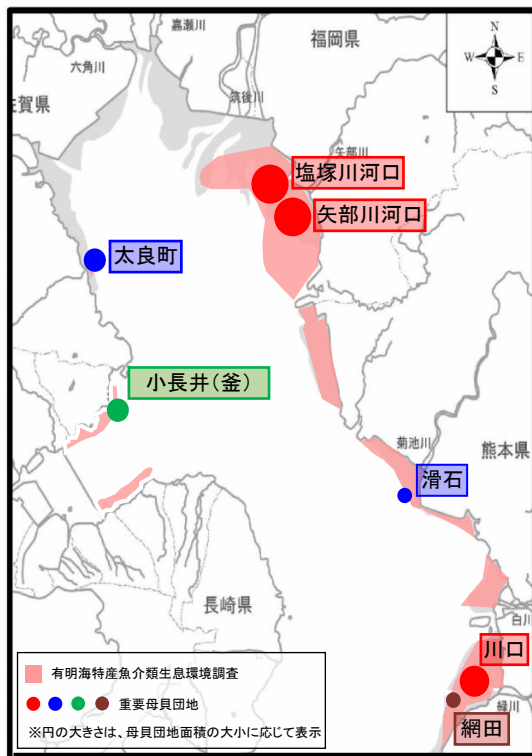 嘉瀬川
福岡県
N
W E
S
六角川
佐賀県
筑後川
矢部川
塩塚川河口
矢部川河口
太良町
小長井(釜)
菊池川
熊本県
滑石
長崎県
白川
川口
緑川
網田
有明海特産魚介類生息環境調査
重要母貝団地
※円の大きさは、母貝団地面積の大小に応じて表示